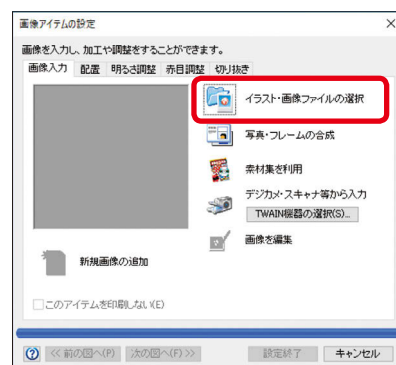 画像アイテムの設定
画像を入力し、加工や調整をすることができます。
画像入力 配置 明るさ調整 赤目調整 切り抜き
イラスト・画像ファイルの選択
写真・フレームの合成
素材集を利用
デジカメ・スキャナ等から入力
TWAIN機器の選択(S)...
画像を編集
新規画像の追加
このアイテムを印刷しない(E)
<< 前の図へ(P) 次の図へ(F) >> 設定終了 キャンセル